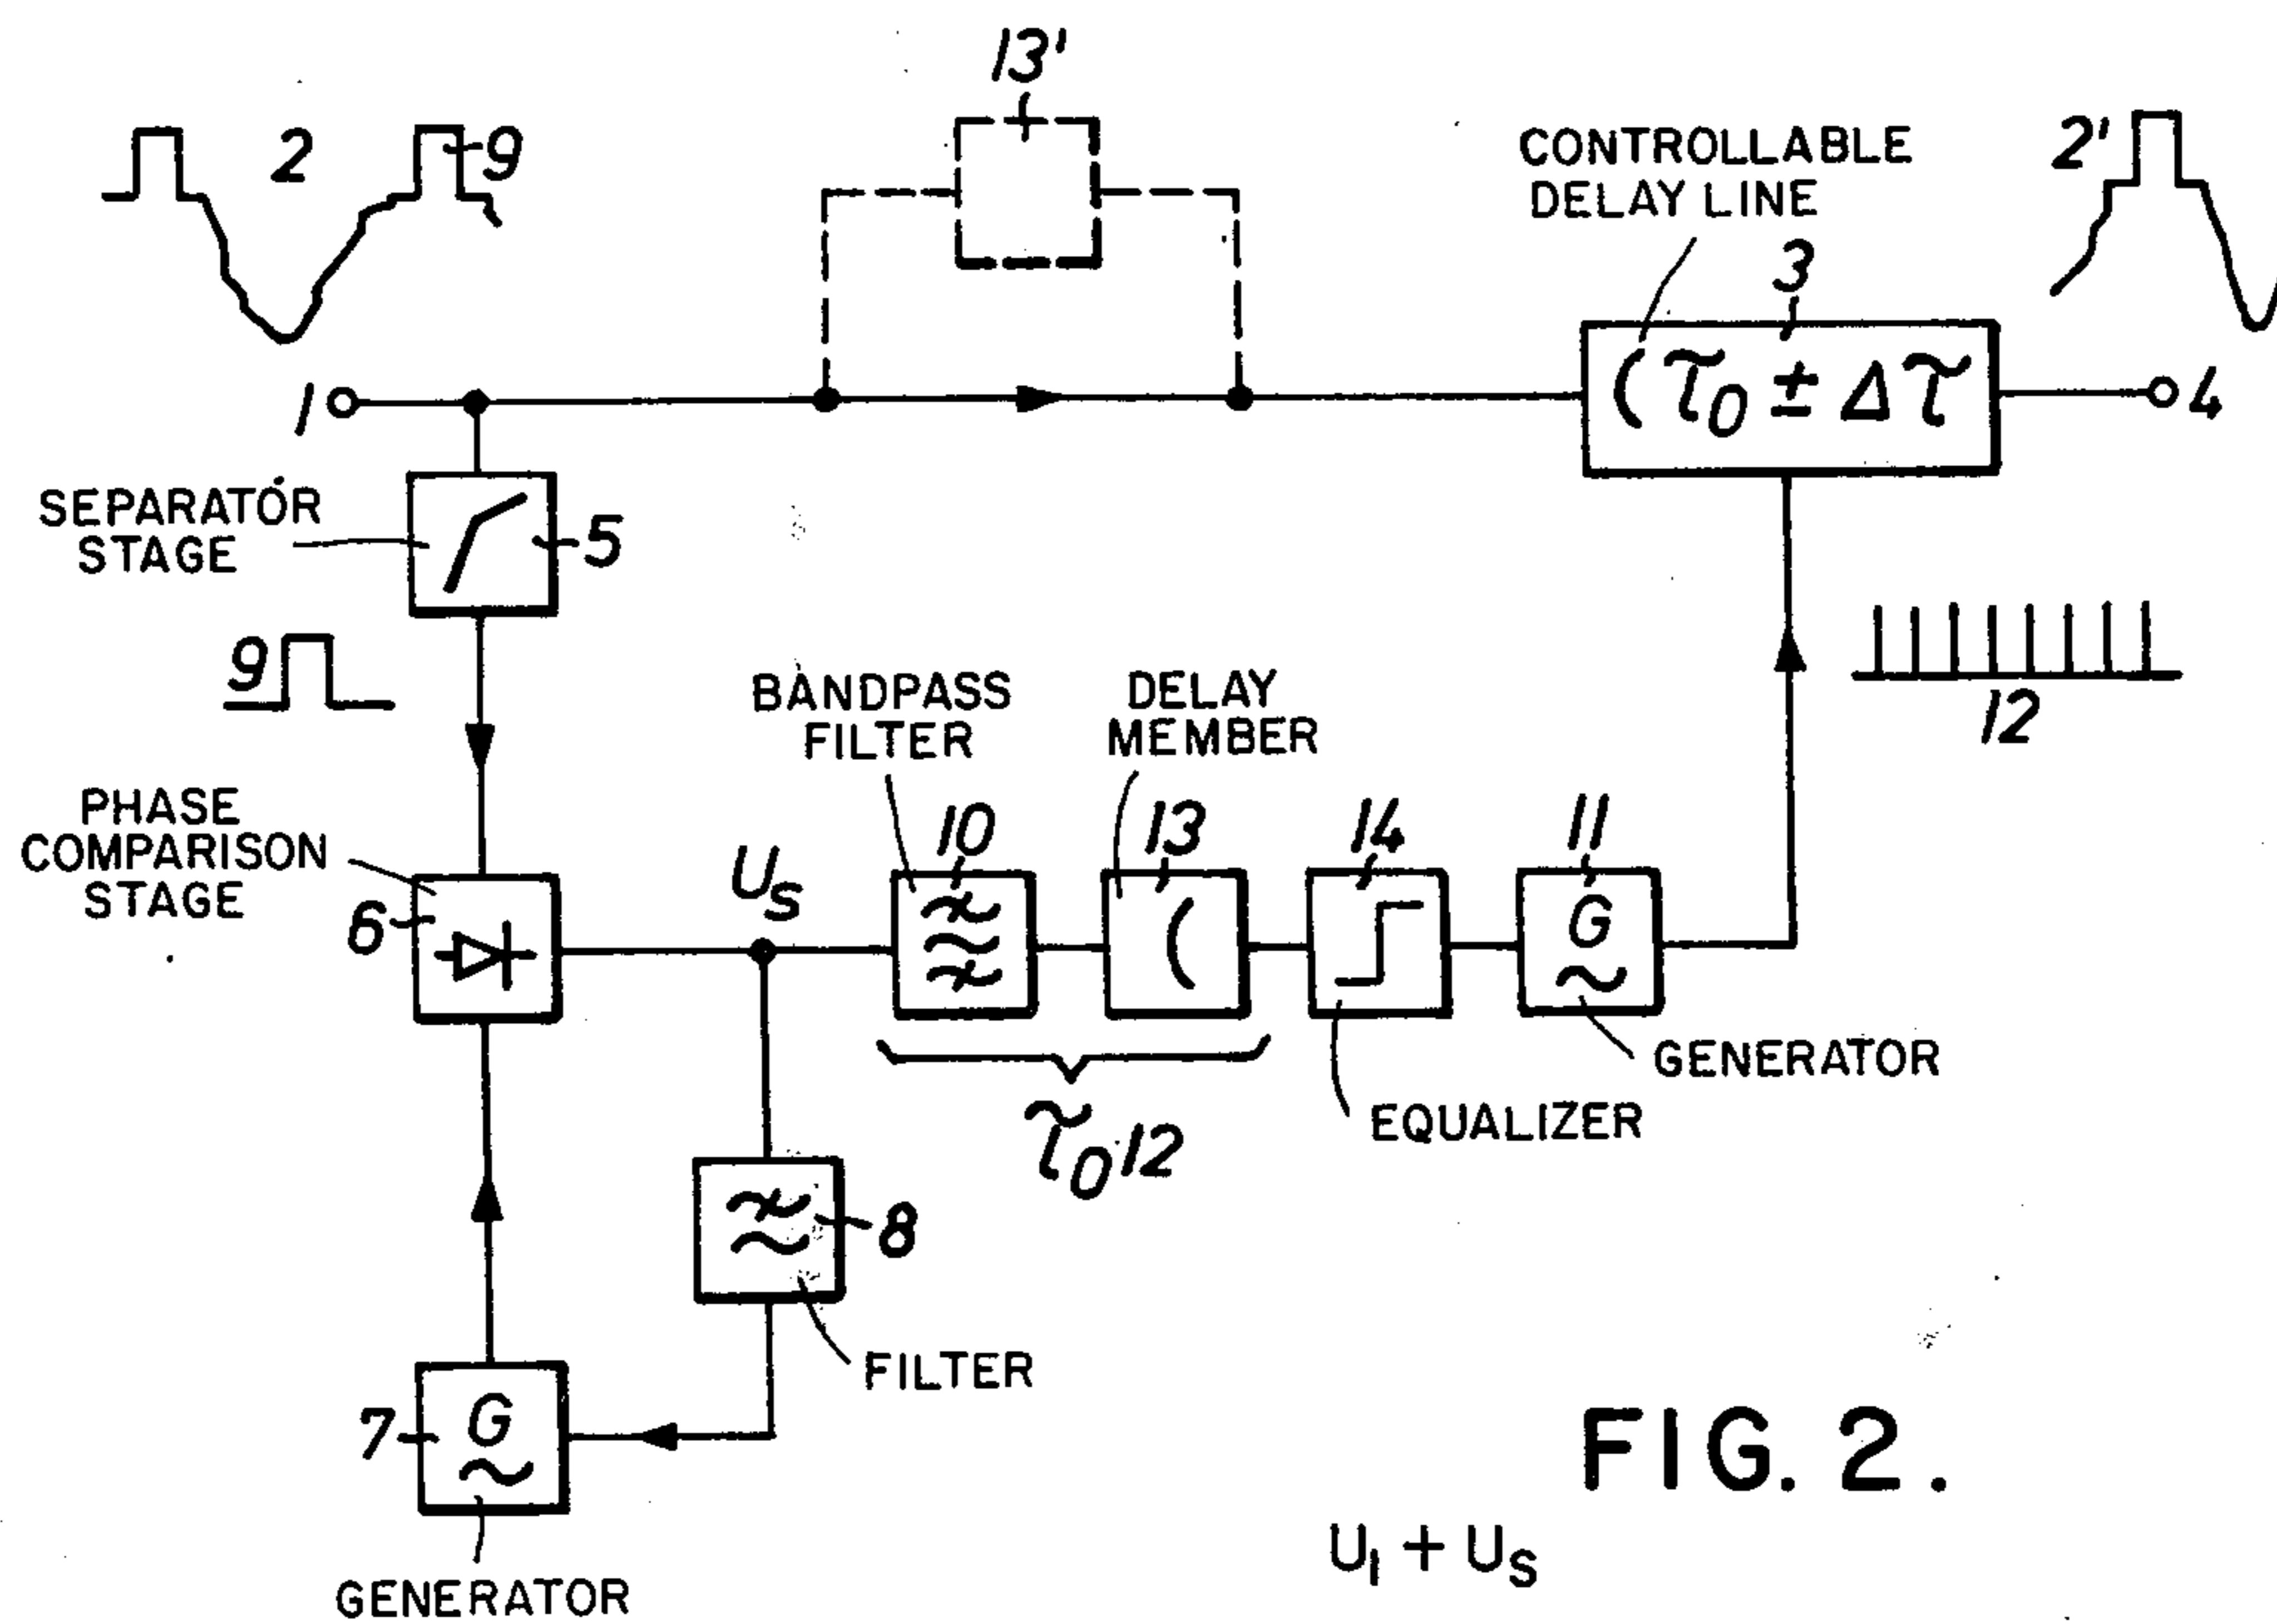 13'
2
9
CONTROLLABLE
DELAY LINE
2'
3
1
( τ0 ± Δτ
4
SEPARATOR
STAGE
5
9
BANDPASS
FILTER
DELAY
MEMBER
12
PHASE
COMPARISON
STAGE
6
US
10
13
14
11
G
GENERATOR
EQUALIZER
τ0 12
8
FILTER
7
G
GENERATOR
FIG. 2.
U1 + US